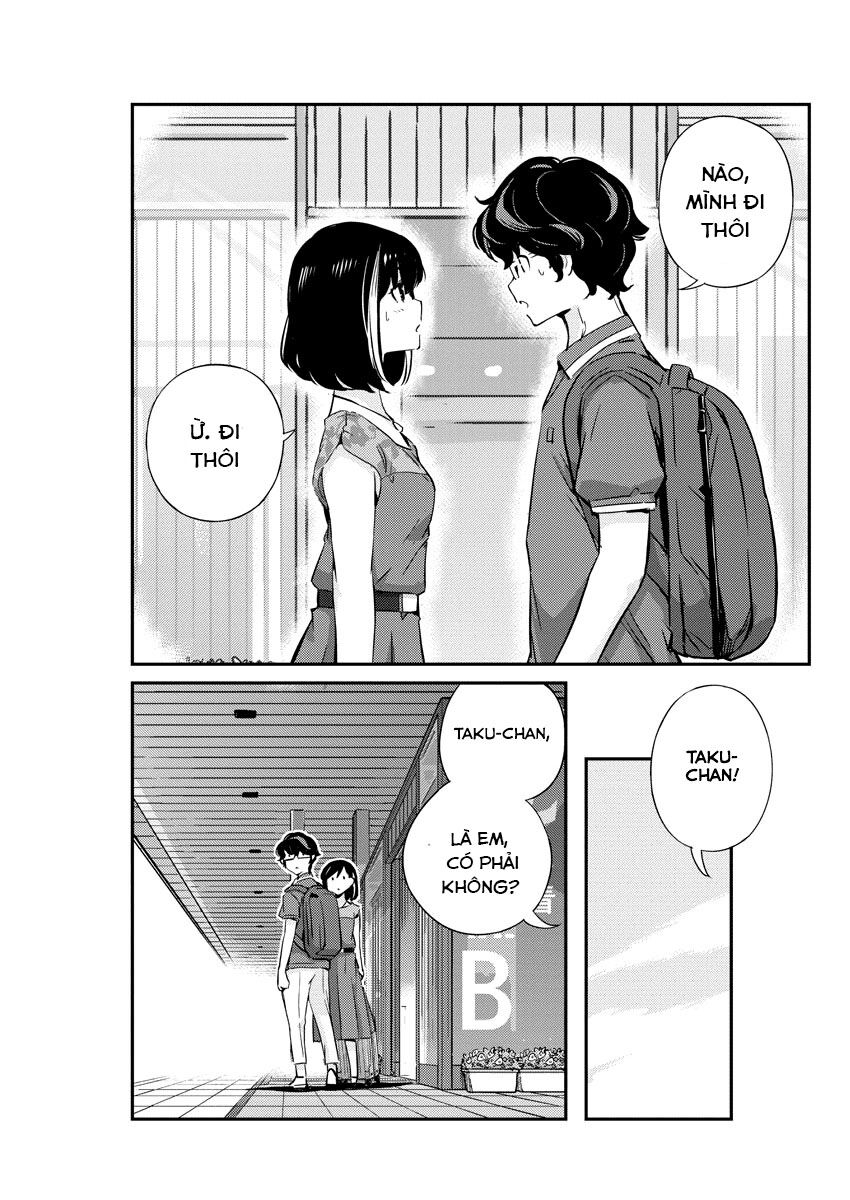 NÀO,
MÌNH ĐI
THÔI
Ừ. ĐI
THÔI
TAKU-
CHAN!
TAKU-CHAN,
LÀ EM,
CÓ PHẢI
KHÔNG?
B